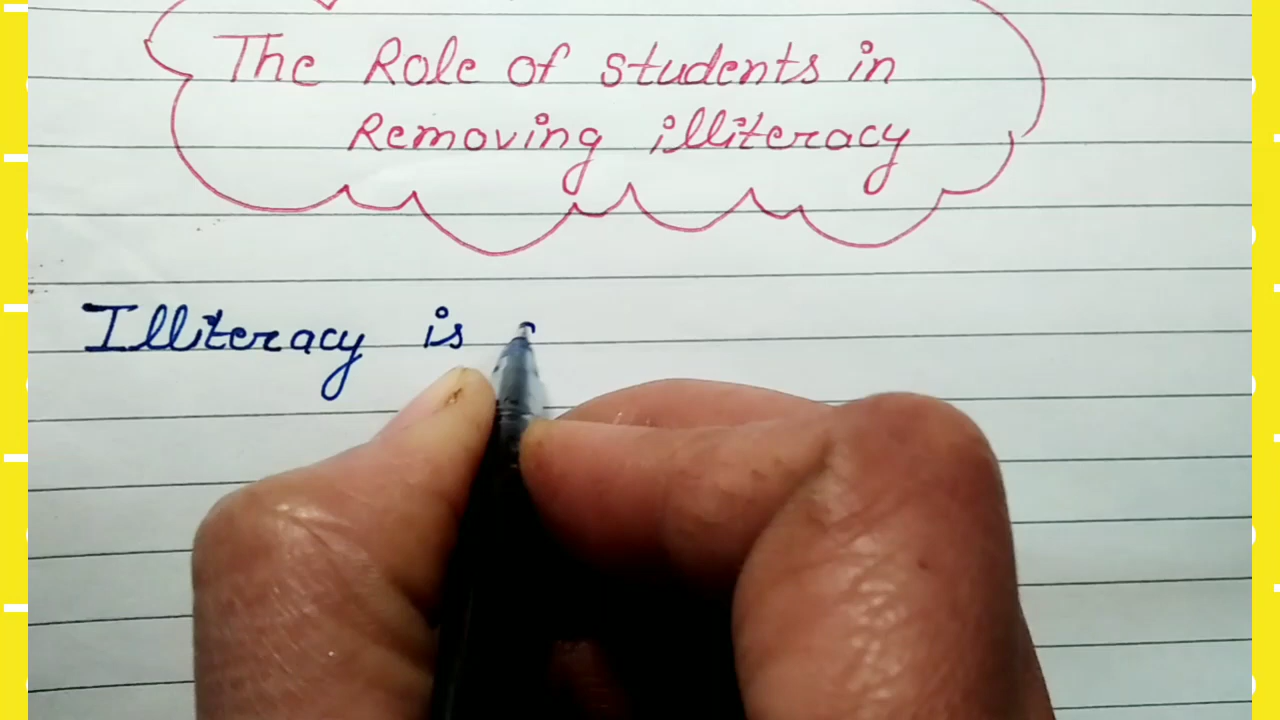 The Role of students in
Removing illiteracy
Illiteracy is